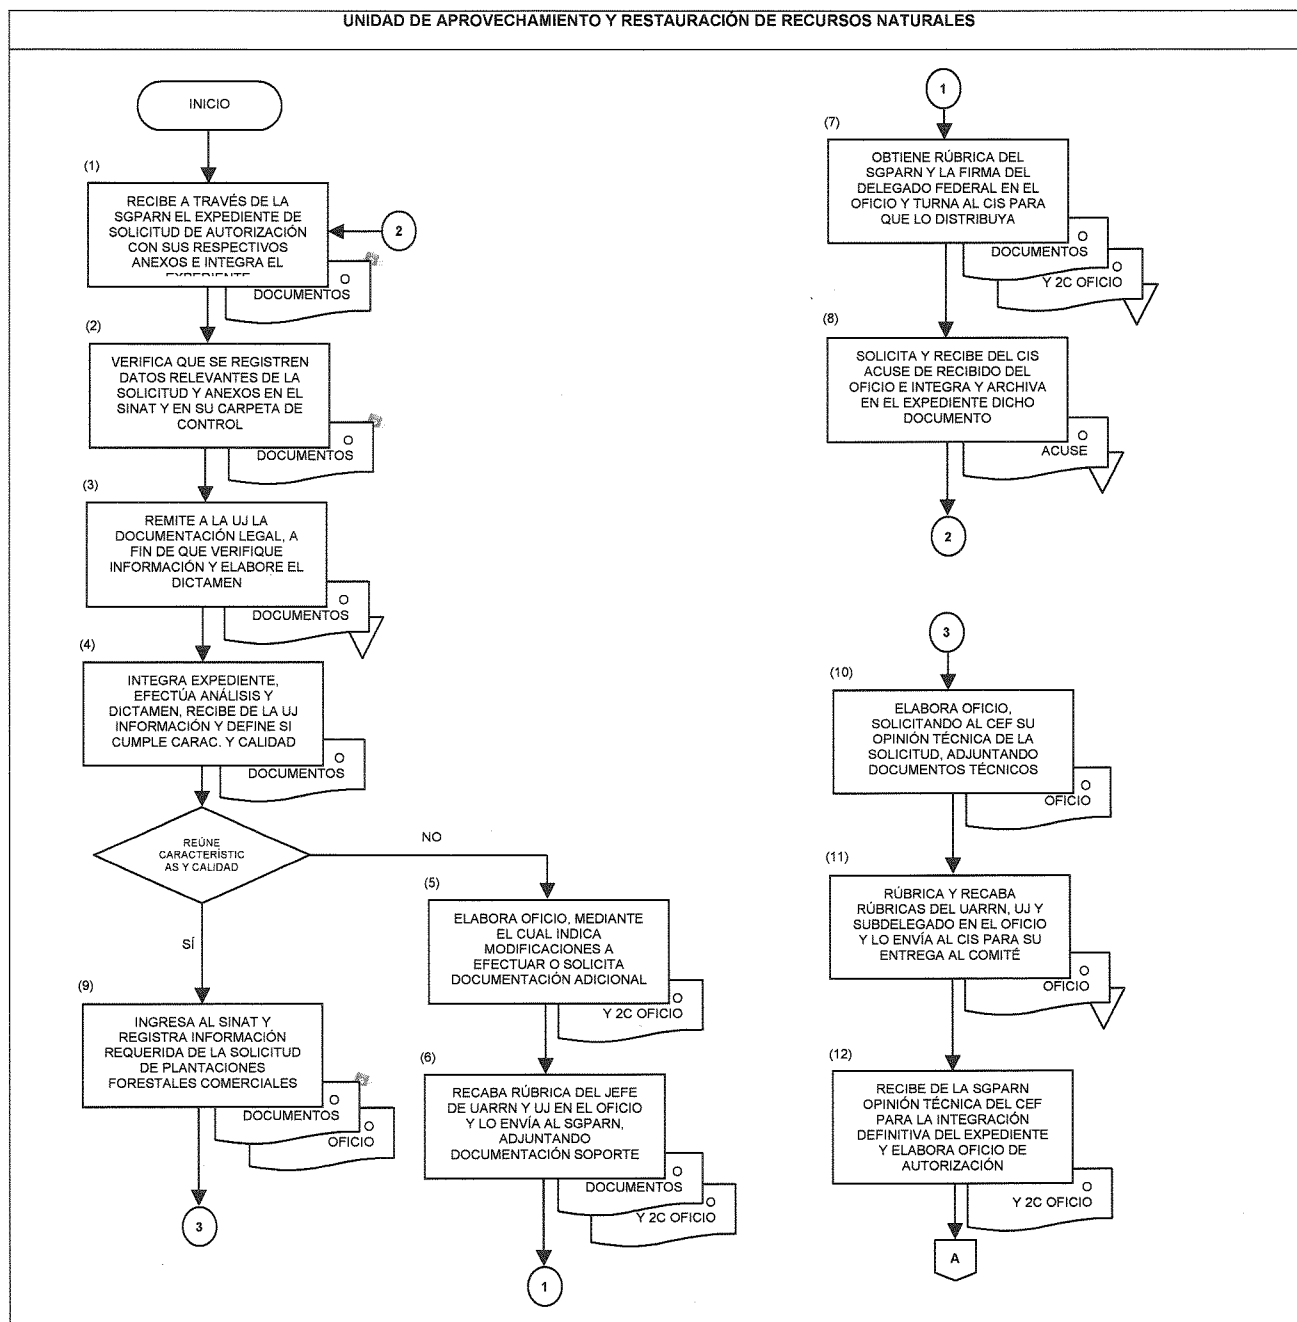 UNIDAD DE APROVECHAMIENTO Y RESTAURACIÓN DE RECURSOS NATURALES
INICIO
(1)
RECIBE A TRAVÉS DE LA
SGPARN EL EXPEDIENTE DE
SOLICITUD DE AUTORIZACIÓN
CON SUS RESPECTIVOS
ANEXOS E INTEGRA EL
EXPEDIENTE
2
O
DOCUMENTOS
(2)
VERIFICA QUE SE REGISTREN
DATOS RELEVANTES DE LA
SOLICITUD Y ANEXOS EN EL
SINAT Y EN SU CARPETA DE
CONTROL
O
DOCUMENTOS
(3)
REMITE A LA UJ LA
DOCUMENTACIÓN LEGAL, A
FIN DE QUE VERIFIQUE
INFORMACIÓN Y ELABORE EL
DICTAMEN
O
DOCUMENTOS
(4)
INTEGRA EXPEDIENTE,
EFECTÚA ANÁLISIS Y
DICTAMEN, RECIBE DE LA UJ
INFORMACIÓN Y DEFINE SI
CUMPLE CARAC. Y CALIDAD
O
DOCUMENTOS
REÚNE
CARACTERÍSTIC
AS Y CALIDAD
NO
SÍ
(5)
ELABORA OFICIO, MEDIANTE
EL CUAL INDICA
MODIFICACIONES A
EFECTUAR O SOLICITA
DOCUMENTACIÓN ADICIONAL
O
Y 2C OFICIO
(6)
RECABA RÚBRICA DEL JEFE
DE UARRN Y UJ EN EL OFICIO
Y LO ENVÍA AL SGPARN,
ADJUNTANDO
DOCUMENTACIÓN SOPORTE
O
DOCUMENTOS
O
Y 2C OFICIO
1
(9)
INGRESA AL SINAT Y
REGISTRA INFORMACIÓN
REQUERIDA DE LA SOLICITUD
DE PLANTACIONES
FORESTALES COMERCIALES
O
DOCUMENTOS
O
OFICIO
3
1
(7)
OBTIENE RÚBRICA DEL
SGPARN Y LA FIRMA DEL
DELEGADO FEDERAL EN EL
OFICIO Y TURNA AL CIS PARA
QUE LO DISTRIBUYA
O
DOCUMENTOS
O
Y 2C OFICIO
(8)
SOLICITA Y RECIBE DEL CIS
ACUSE DE RECIBIDO DEL
OFICIO E INTEGRA Y ARCHIVA
EN EL EXPEDIENTE DICHO
DOCUMENTO
O
ACUSE
2
3
(10)
ELABORA OFICIO,
SOLICITANDO AL CEF SU
OPINIÓN TÉCNICA DE LA
SOLICITUD, ADJUNTANDO
DOCUMENTOS TÉCNICOS
O
OFICIO
(11)
RÚBRICA Y RECABA
RÚBRICAS DEL UARRN, UJ Y
SUBDELEGADO EN EL OFICIO
Y LO ENVÍA AL CIS PARA SU
ENTREGA AL COMITÉ
O
OFICIO
(12)
RECIBE DE LA SGPARN
OPINIÓN TÉCNICA DEL CEF
PARA LA INTEGRACIÓN
DEFINITIVA DEL EXPEDIENTE
Y ELABORA OFICIO DE
AUTORIZACIÓN
O
Y 2C OFICIO
A